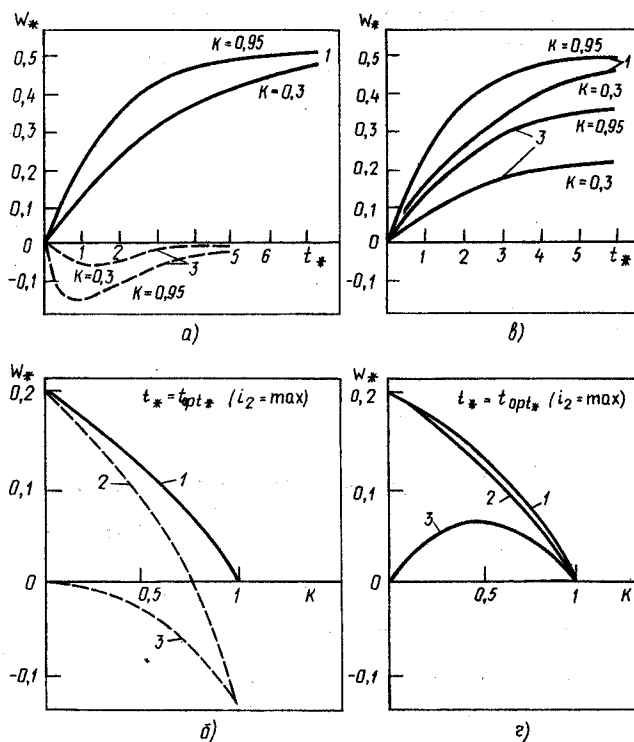 W* W*
0,5 K=0,95 1 0,5 K=0,95 1
0,4 K=0,3 0,4 K=0,3
0,3 0,3 3 K=0,95
0,2 0,2
0,1 0,1 K=0,3
0 1 2 3 5 6 t* 0 1 2 3 4 5 t*
-0,1 K=0,3 3 K=0,95 -0,1
а) в)
W* W*
0,2 t*=topt* (i2=max) 0,2 t*=topt* (i2=max)
0,1 2 1 0,1 3 2 1
0 0,5 1 K 0 0,5 1 K
-0,1 3 -0,1
б) г)